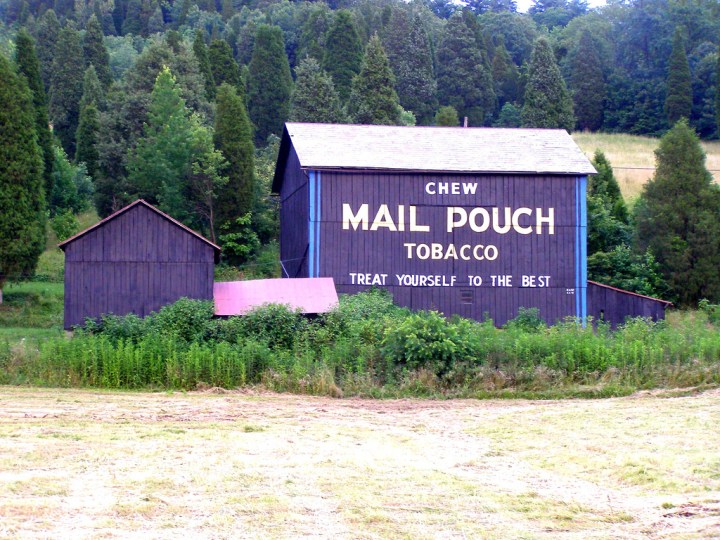 CHEW
MAIL POUCH
TOBACCO
TREAT YOURSELF TO THE BEST